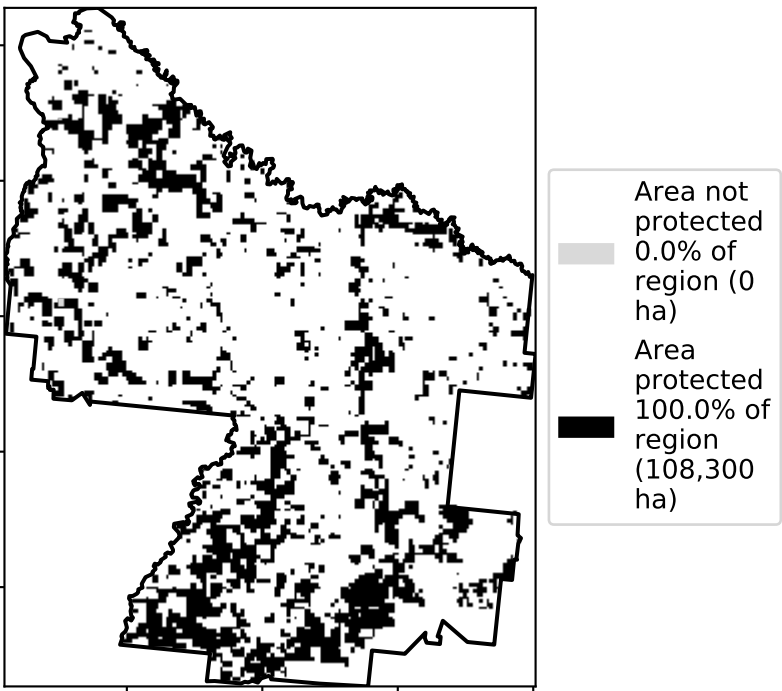 Area not
protected
0.0% of
region (0
ha)
Area
protected
100.0% of
region
(108,300
ha)